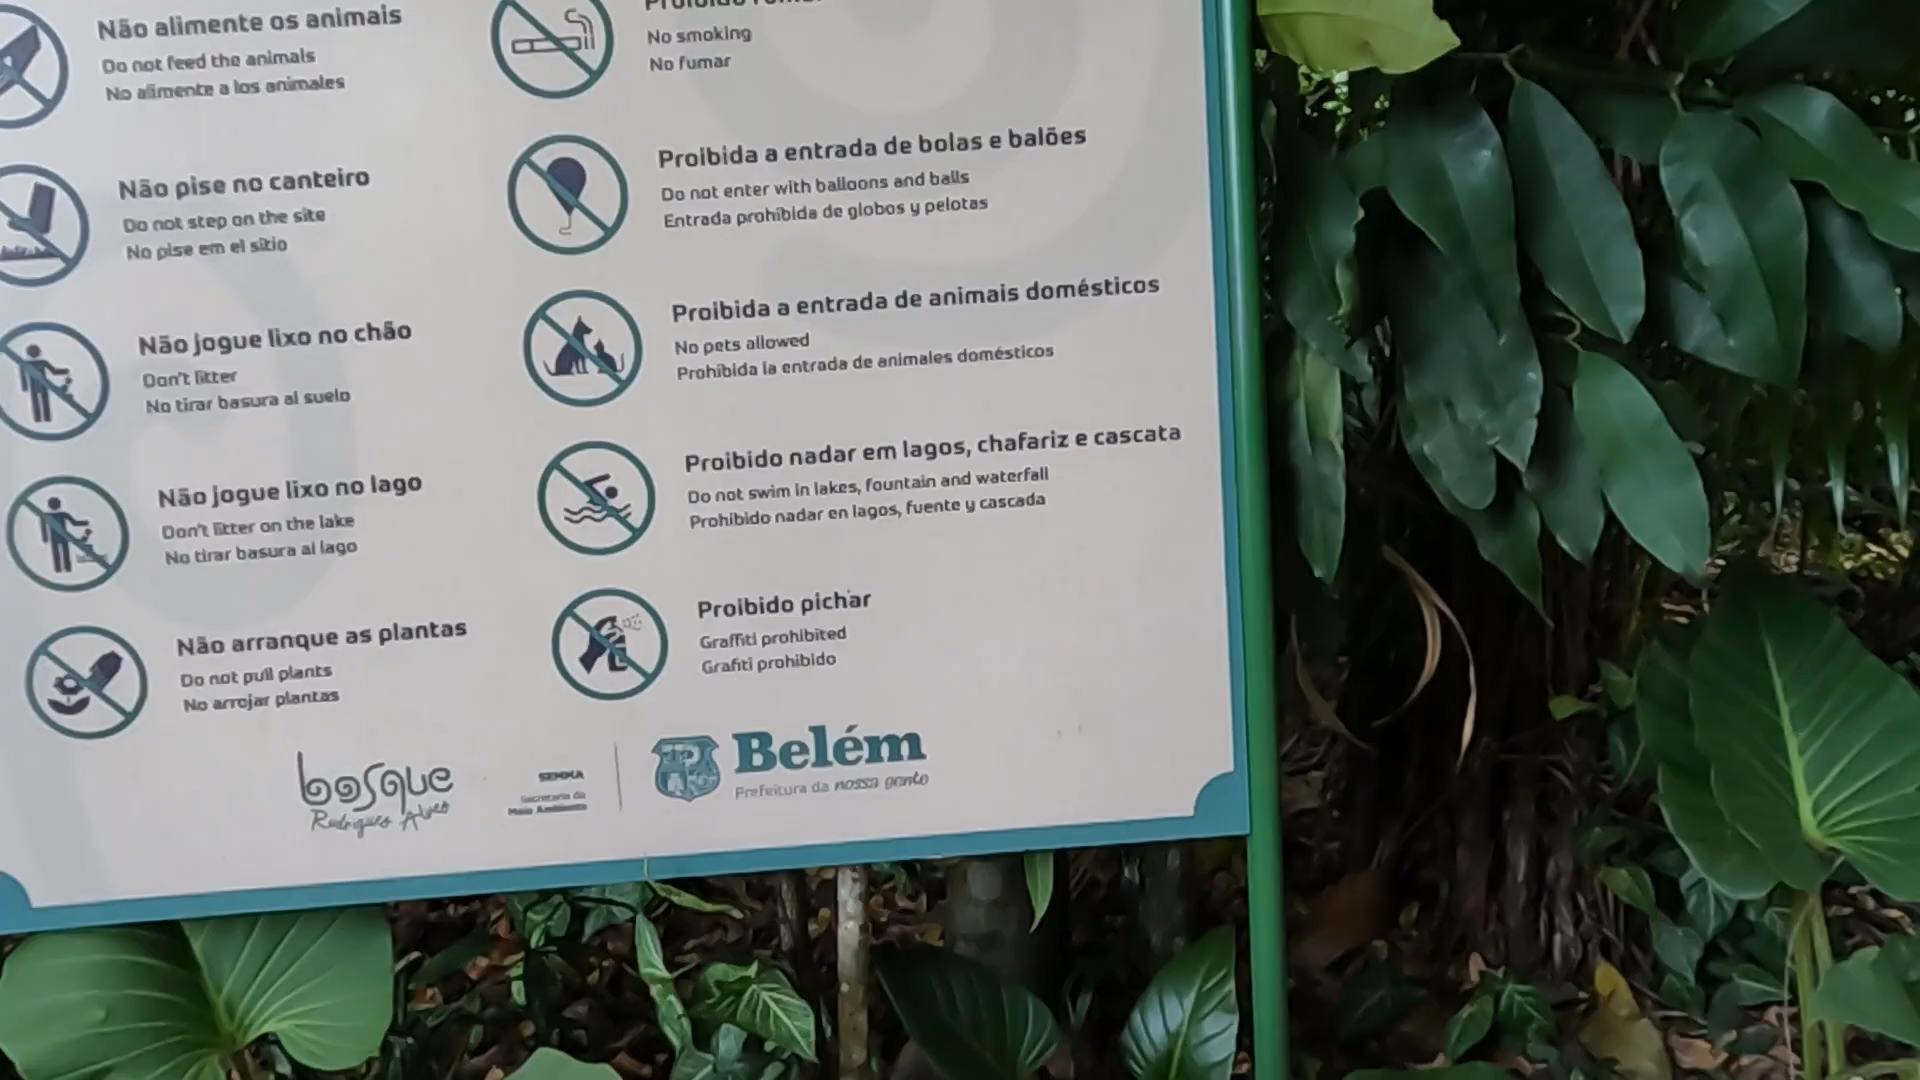 Não alimente os animais
Do not feed the animals
No alimente a los animales
Não pise no canteiro
Do not step on the site
No pise em el sítio
Não jogue lixo no chão
Don't litter
No tirar basura al suelo
Não jogue lixo no lago
Don't litter on the lake
No tirar basura al lago
Não arranque as plantas
Do not pull plants
No arrojar plantas
No smoking
No fumar
Proibida a entrada de bolas e balões
Do not enter with balloons and balls
Entrada prohibida de globos y pelotas
Proibida a entrada de animais domésticos
No pets allowed
Prohibida la entrada de animales domésticos
Proibido nadar em lagos, chafariz e cascata
Do not swim in lakes, fountain and waterfall
Prohibido nadar en lagos, fuente y cascada
Proibido pichar
Graffiti prohibited
Grafiti prohibido
bosque
Rodrigues Alves
SEMMA
Secretaria de
Meio Ambiente
Belém
Prefeitura da nossa gente